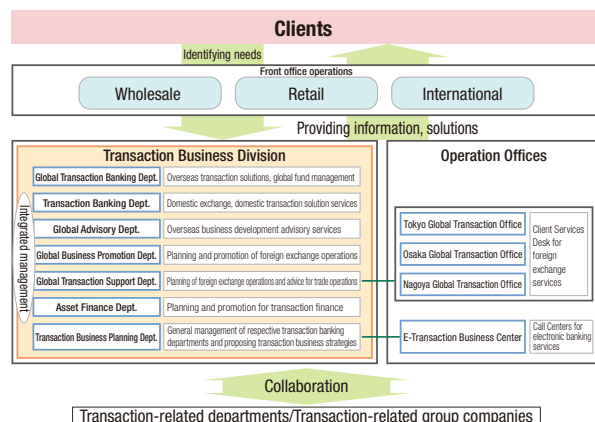 Clients
Identifying needs
Front office operations
Wholesale
Retail
International
Providing information, solutions
Transaction Business Division
Integrated management
Global Transaction Banking Dept.
Overseas transaction solutions, global fund management
Transaction Banking Dept.
Domestic exchange, domestic transaction solution services
Global Advisory Dept.
Overseas business development advisory services
Global Business Promotion Dept.
Planning and promotion of foreign exchange operations
Global Transaction Support Dept.
Planning of foreign exchange operations and advice for trade operations
Asset Finance Dept.
Planning and promotion for transaction finance
Transaction Business Planning Dept.
General management of respective transaction banking
departments and proposing transaction business strategies
Operation Offices
Tokyo Global Transaction Office
Osaka Global Transaction Office
Nagoya Global Transaction Office
Client Services
Desk for
foreign
exchange
services
E-Transaction Business Center
Call Centers for
electronic banking
services
Collaboration
Transaction-related departments/Transaction-related group companies